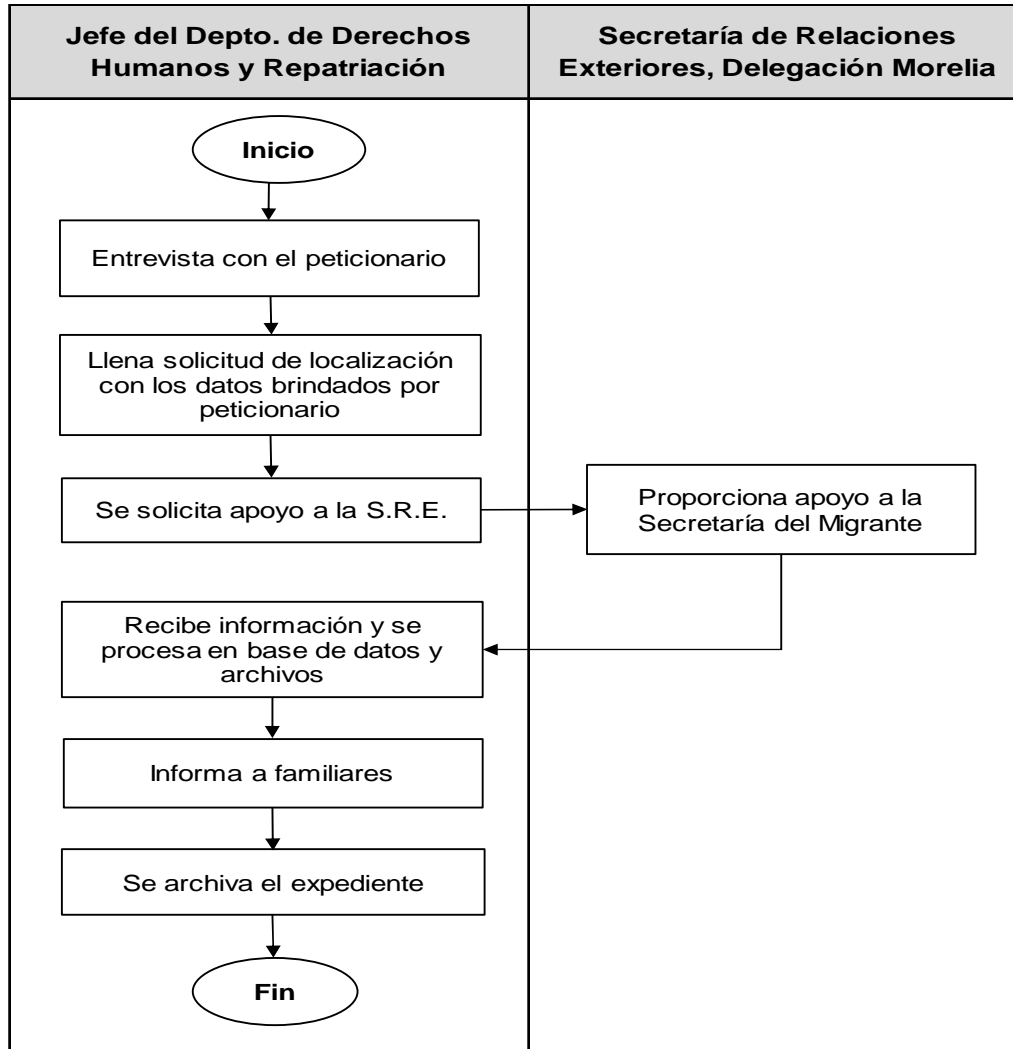 Jefe del Depto. de Derechos
Humanos y Repatriación
Secretaría de Relaciones
Exteriores, Delegación Morelia
Inicio
Entrevista con el peticionario
Llena solicitud de localización
con los datos brindados por
peticionario
Se solicita apoyo a la S.R.E.
Proporciona apoyo a la
Secretaría del Migrante
Recibe información y se
procesa en base de datos y
archivos
Informa a familiares
Se archiva el expediente
Fin